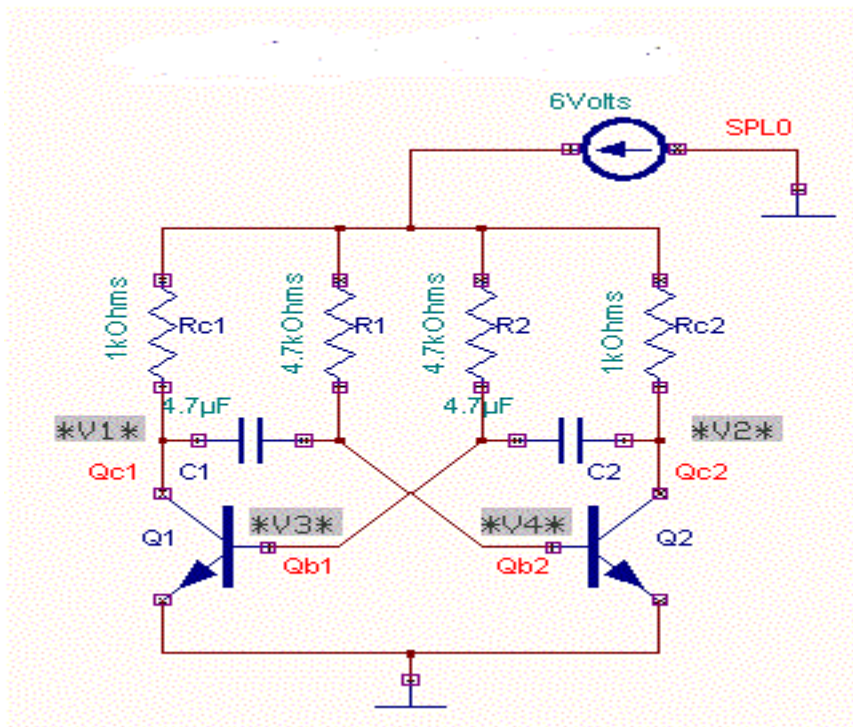 6Volts
SPL0
1kOhms
Rc1
4.7kOhms
R1
4.7kOhms
R2
1kOhms
Rc2
4.7µF
4.7µF
*V1*
*V2*
Qc1
C1
C2
Qc2
*V3*
*V4*
Q1
Qb1
Qb2
Q2